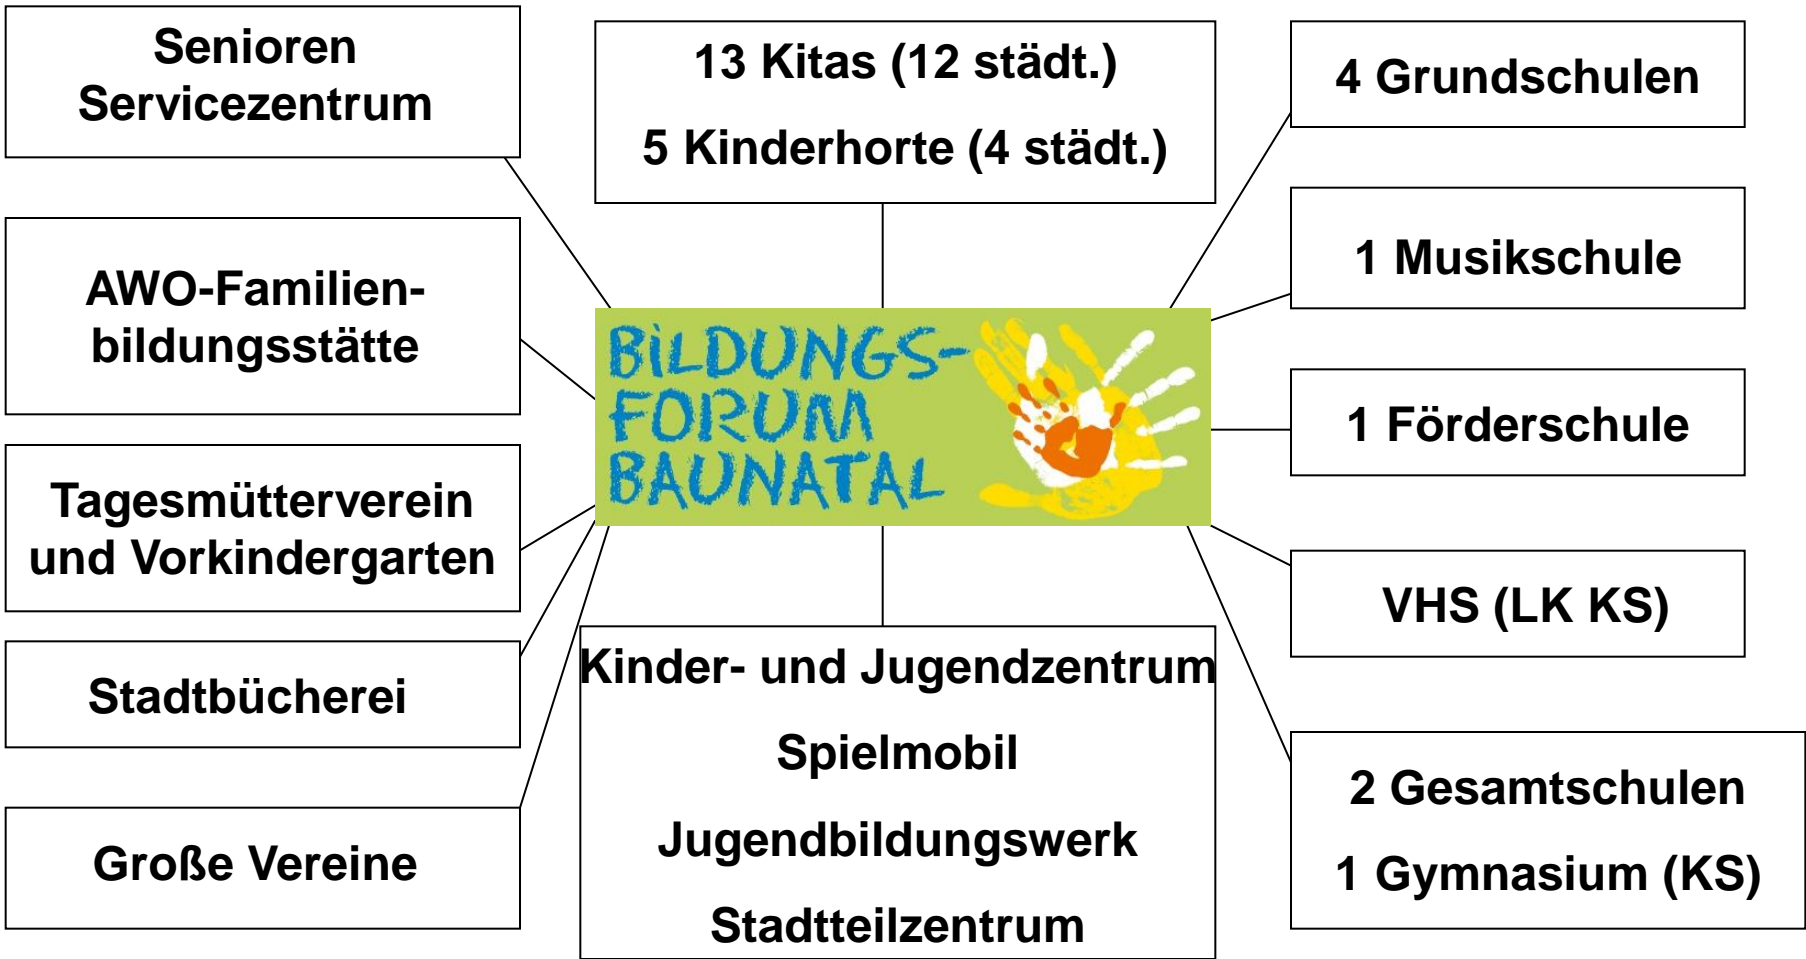 Senioren
Servicezentrum
13 Kitas (12 städt.)
5 Kinderhorte (4 städt.)
4 Grundschulen
AWO-Familien-
bildungsstätte
1 Musikschule
BiLDUNGS-
FORUM
BAUNATAL
1 Förderschule
Tagesmütterverein
und Vorkindergarten
VHS (LK KS)
Stadtbücherei
Kinder- und Jugendzentrum
Spielmobil
Jugendbildungswerk
Stadtteilzentrum
Große Vereine
2 Gesamtschulen
1 Gymnasium (KS)